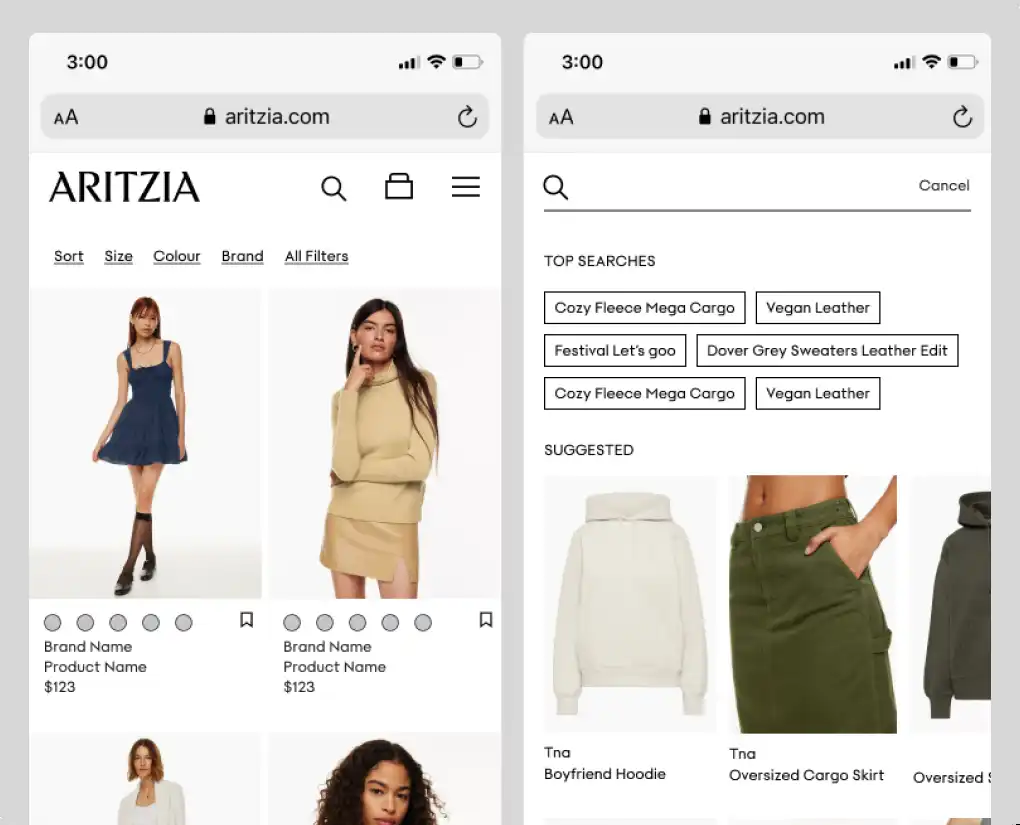 3:00
AA aritzia.com
ARITZIA
Sort Size Colour Brand All Filters
Brand Name
Product Name
$123
Brand Name
Product Name
$123
3:00
AA aritzia.com
Cancel
TOP SEARCHES
Cozy Fleece Mega Cargo Vegan Leather
Festival Let's goo Dover Grey Sweaters Leather Edit
Cozy Fleece Mega Cargo Vegan Leather
SUGGESTED
Tna
Boyfriend Hoodie
Tna
Oversized Cargo Skirt
Oversized